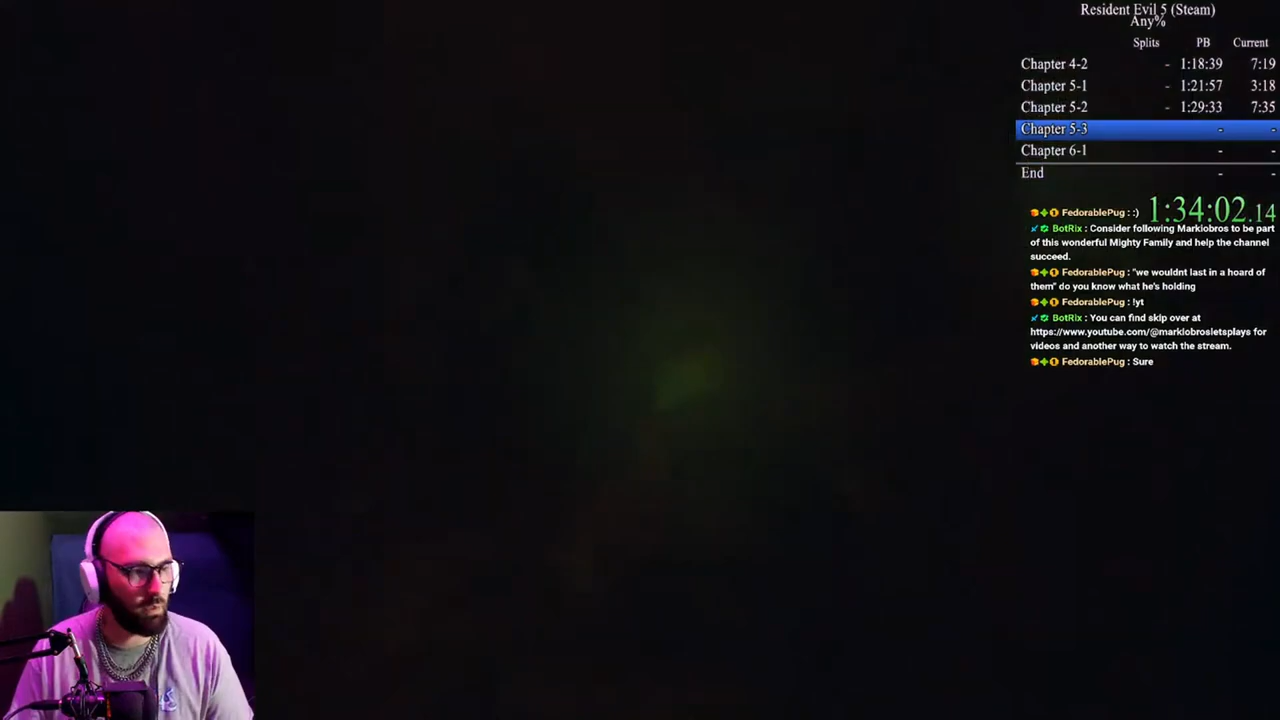 Resident Evil 5 (Steam)
Any%
Splits PB Current
Chapter 4-2 - 1:18:39 7:19
Chapter 5-1 - 1:21:57 3:18
Chapter 5-2 - 1:29:33 7:35
Chapter 5-3 - -
Chapter 6-1 - -
End - -
1:34:02.14
FedorablePug : :)
BotRix : Consider following Markiobros to be part
of this wonderful Mighty Family and help the channel
succeed.
FedorablePug : "we wouldnt last in a hoard of
them" do you know what he's holding
FedorablePug : !yt
BotRix : You can find skip over at
https://www.youtube.com/@markiobrosletsplays for
videos and another way to watch the stream.
FedorablePug : Sure